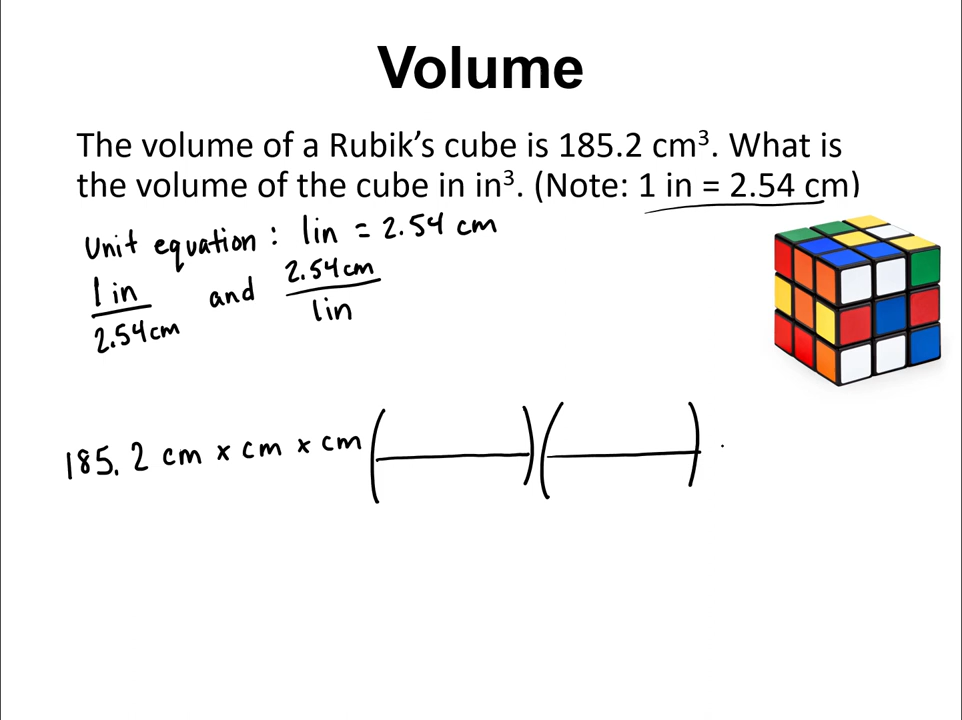 Volume
The volume of a Rubik’s cube is 185.2 cm³. What is
the volume of the cube in in³. (Note: 1 in = 2.54 cm)
Unit equation : 1in = 2.54 cm
1in / 2.54cm and 2.54cm / 1in
185.2 cm x cm x cm ( —— ) ( —— )